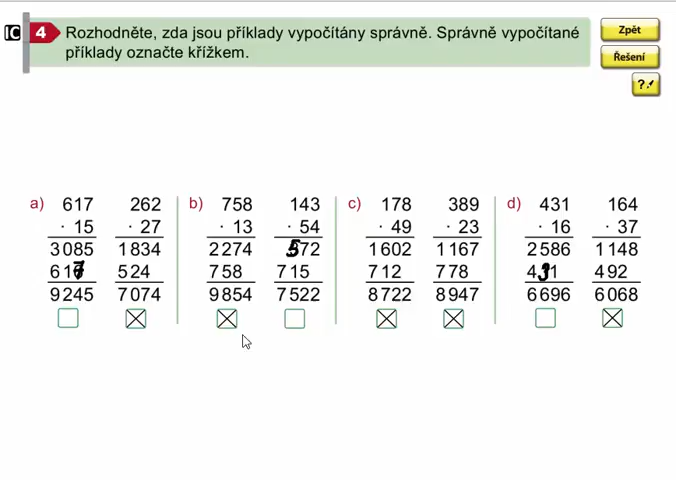 IC 4 Rozhodněte, zda jsou příklady vypočítány správně. Správně vypočítané
příklady označte křížkem.
Zpět
Řešení
?
a) 617 262 b) 758 143 c) 178 389 d) 431 164
· 15 · 27 · 13 · 54 · 49 · 23 · 16 · 37
3085 1834 2274 572 1602 1167 2586 1148
617 524 758 715 712 778 431 492
9245 7074 9854 7522 8722 8947 6696 6068